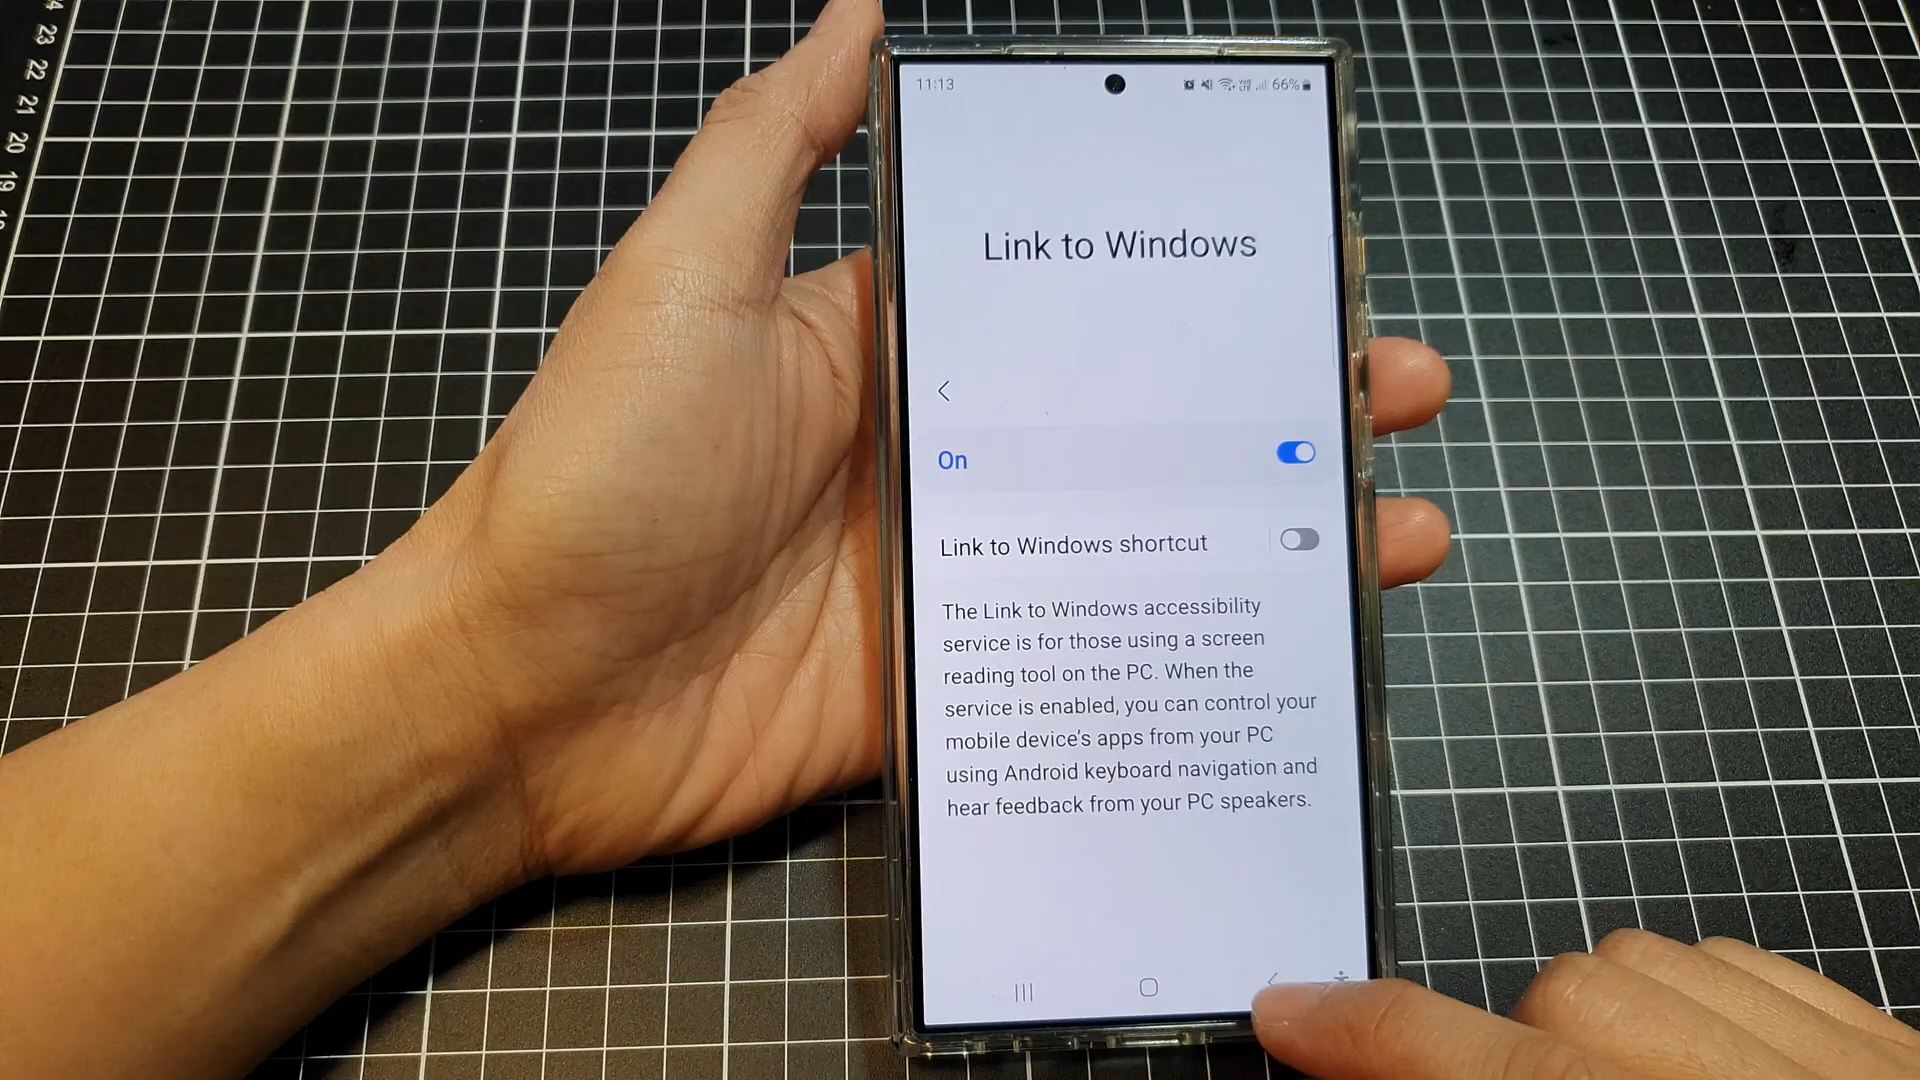 23
22
21
20
19
11:13
66%
Link to Windows
On
Link to Windows shortcut
The Link to Windows accessibility
service is for those using a screen
reading tool on the PC. When the
service is enabled, you can control your
mobile device's apps from your PC
using Android keyboard navigation and
hear feedback from your PC speakers.